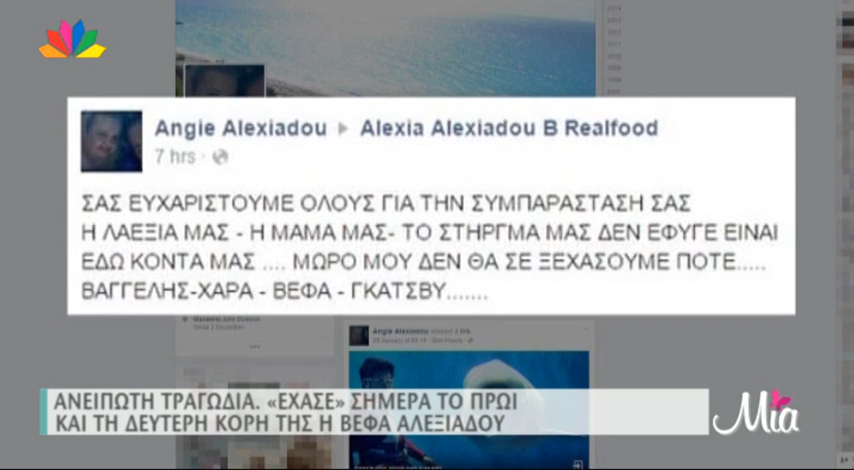 Angie Alexiadou ▸ Alexia Alexiadou B Realfood
7 hrs ·
ΣΑΣ ΕΥΧΑΡΙΣΤΟΥΜΕ ΟΛΟΥΣ ΓΙΑ ΤΗΝ ΣΥΜΠΑΡΑΣΤΑΣΗ ΣΑΣ
Η ΛΑΕΞΙΑ ΜΑΣ - Η ΜΑΜΑ ΜΑΣ- ΤΟ ΣΤΗΡΓΜΑ ΜΑΣ ΔΕΝ ΕΦΥΓΕ ΕΙΝΑΙ
ΕΔΩ ΚΟΝΤΑ ΜΑΣ .... ΜΩΡΟ ΜΟΥ ΔΕΝ ΘΑ ΣΕ ΞΕΧΑΣΟΥΜΕ ΠΟΤΕ.....
ΒΑΓΓΕΛΗΣ-ΧΑΡΑ - ΒΕΦΑ - ΓΚΑΤΣΒΥ.......
Angie Alexiadou
ΑΝΕΙΠΩΤΗ ΤΡΑΓΩΔΙΑ. «ΕΧΑΣΕ» ΣΗΜΕΡΑ ΤΟ ΠΡΩΙ
ΚΑΙ ΤΗ ΔΕΥΤΕΡΗ ΚΟΡΗ ΤΗΣ Η ΒΕΦΑ ΑΛΕΞΙΑΔΟΥ
Μία